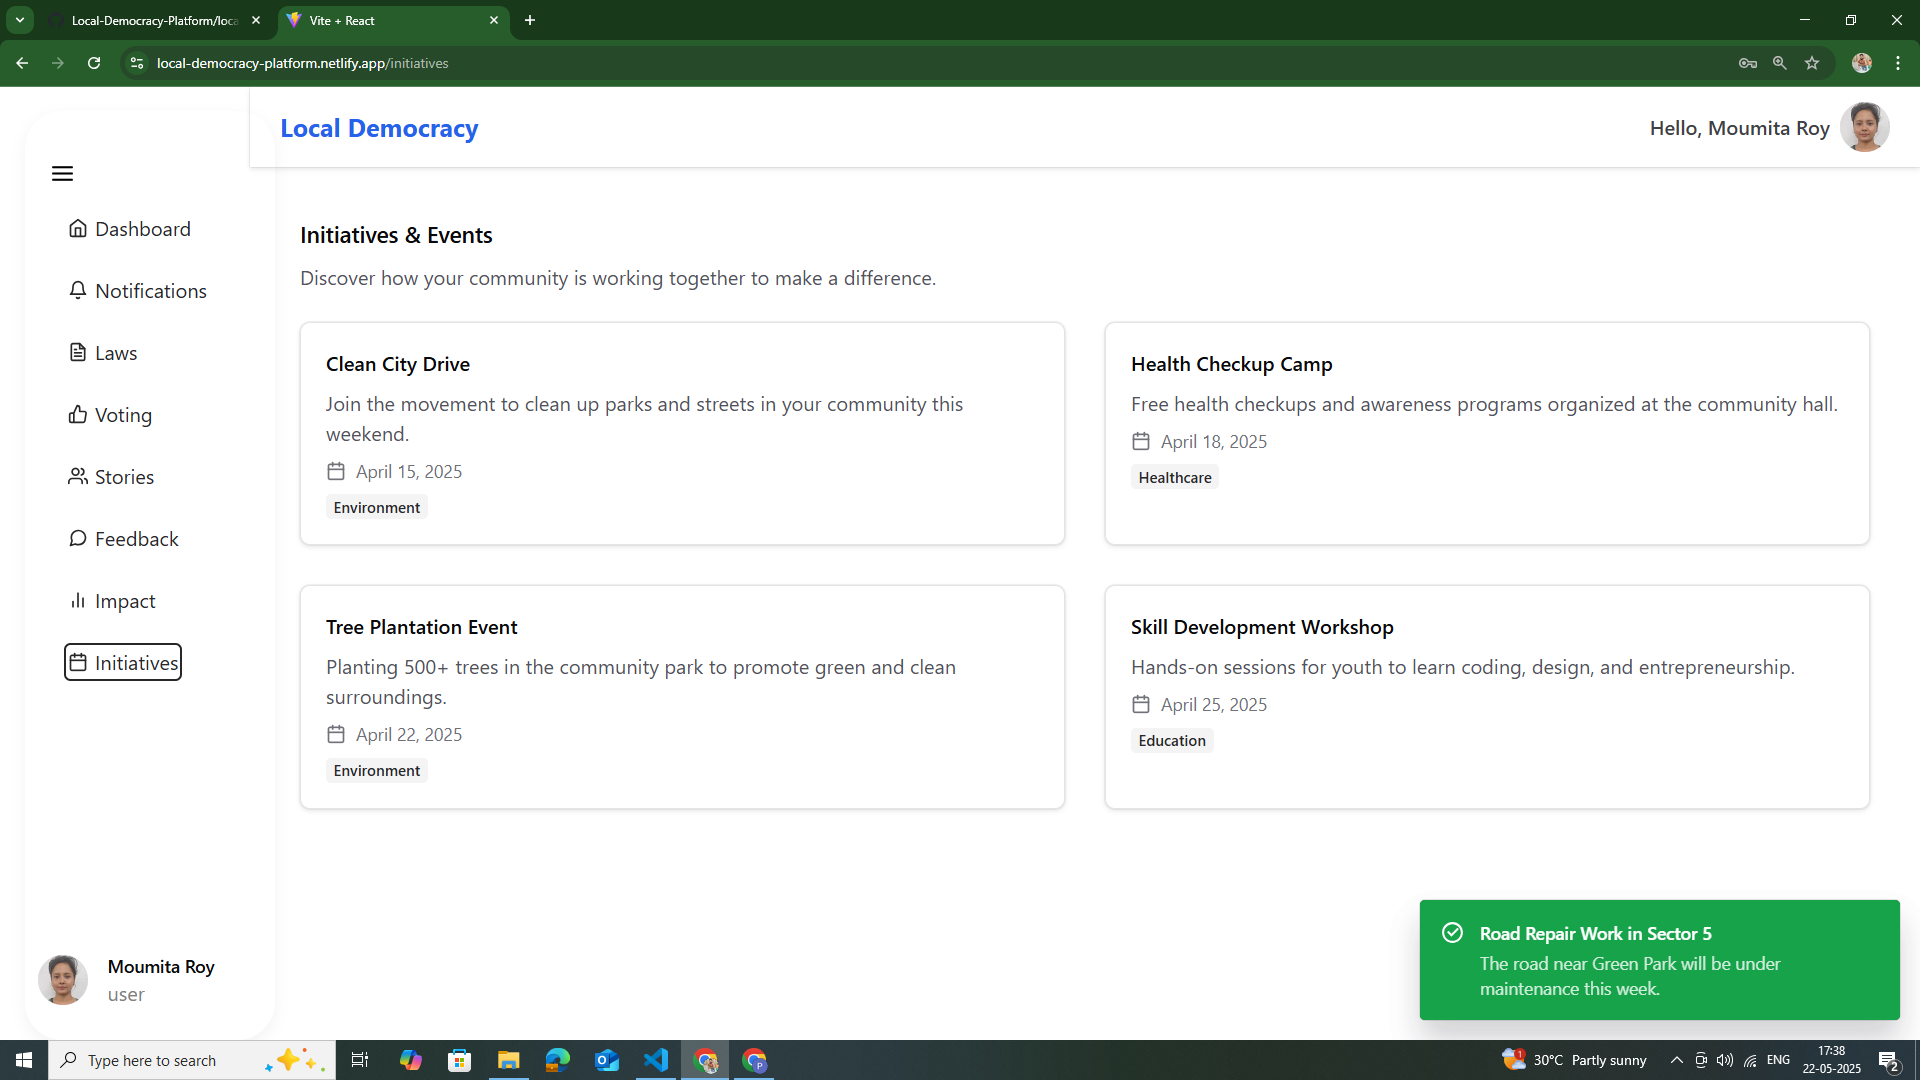 Local-Democracy-Platform/loca
Vite + React
local-democracy-platform.netlify.app/initiatives
Local Democracy
Hello, Moumita Roy
Dashboard
Notifications
Laws
Voting
Stories
Feedback
Impact
Initiatives
Moumita Roy
user
Initiatives & Events
Discover how your community is working together to make a difference.
Clean City Drive
Join the movement to clean up parks and streets in your community this
weekend.
April 15, 2025
Environment
Health Checkup Camp
Free health checkups and awareness programs organized at the community hall.
April 18, 2025
Healthcare
Tree Plantation Event
Planting 500+ trees in the community park to promote green and clean
surroundings.
April 22, 2025
Environment
Skill Development Workshop
Hands-on sessions for youth to learn coding, design, and entrepreneurship.
April 25, 2025
Education
Road Repair Work in Sector 5
The road near Green Park will be under
maintenance this week.
Type here to search
1
P
30°C Partly sunny
ENG
17:38
22-05-2025
2